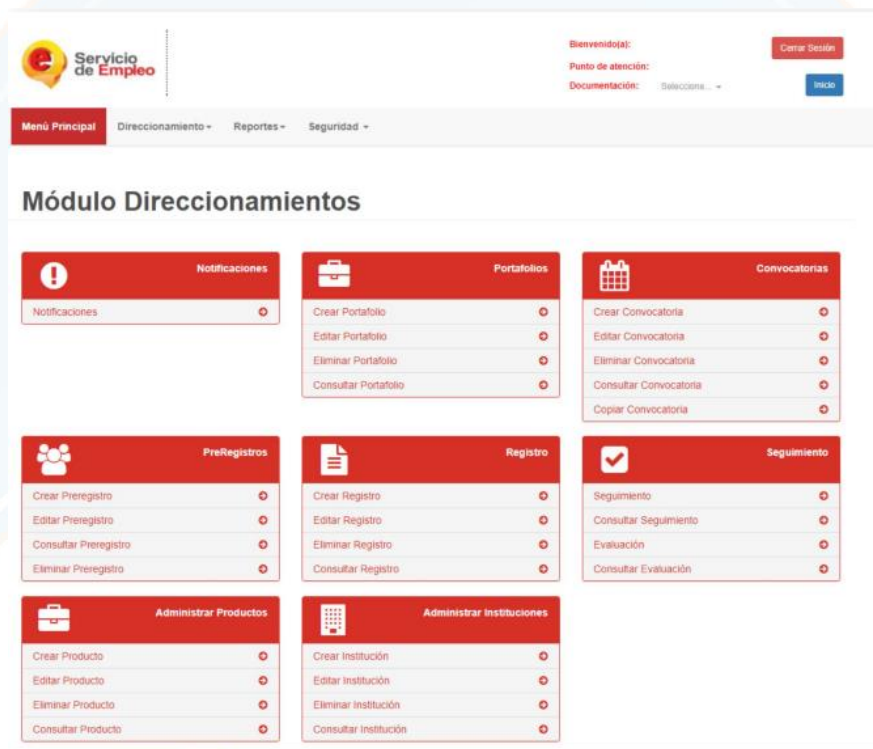 e
Servicio
de Empleo
Bienvenido(a):
Cerrar Sesión
Punto de atención:
Documentación: Seleccione...
Inicio
Menú Principal Direccionamiento Reportes Seguridad
Módulo Direccionamientos
Notificaciones
Notificaciones
Portafolios
Crear Portafolio
Editar Portafolio
Eliminar Portafolio
Consultar Portafolio
Convocatorias
Crear Convocatoria
Editar Convocatoria
Eliminar Convocatoria
Consultar Convocatoria
Copiar Convocatoria
PreRegistros
Crear Preregistro
Editar Preregistro
Consultar Preregistro
Eliminar Preregistro
Registro
Crear Registro
Editar Registro
Eliminar Registro
Consultar Registro
Seguimiento
Seguimiento
Consultar Seguimiento
Evaluación
Consultar Evaluación
Administrar Productos
Crear Producto
Editar Producto
Eliminar Producto
Consultar Producto
Administrar Instituciones
Crear Institución
Editar Institución
Eliminar Institución
Consultar Institución